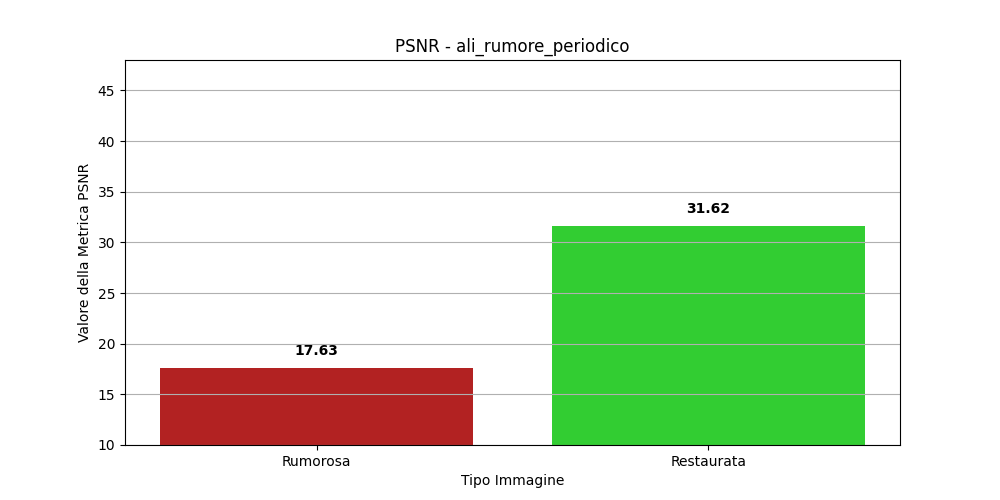 PSNR - ali_rumore_periodico
Valore della Metrica PSNR
45
40
35
30
25
20
15
10
17.63
31.62
Rumorosa
Restaurata
Tipo Immagine